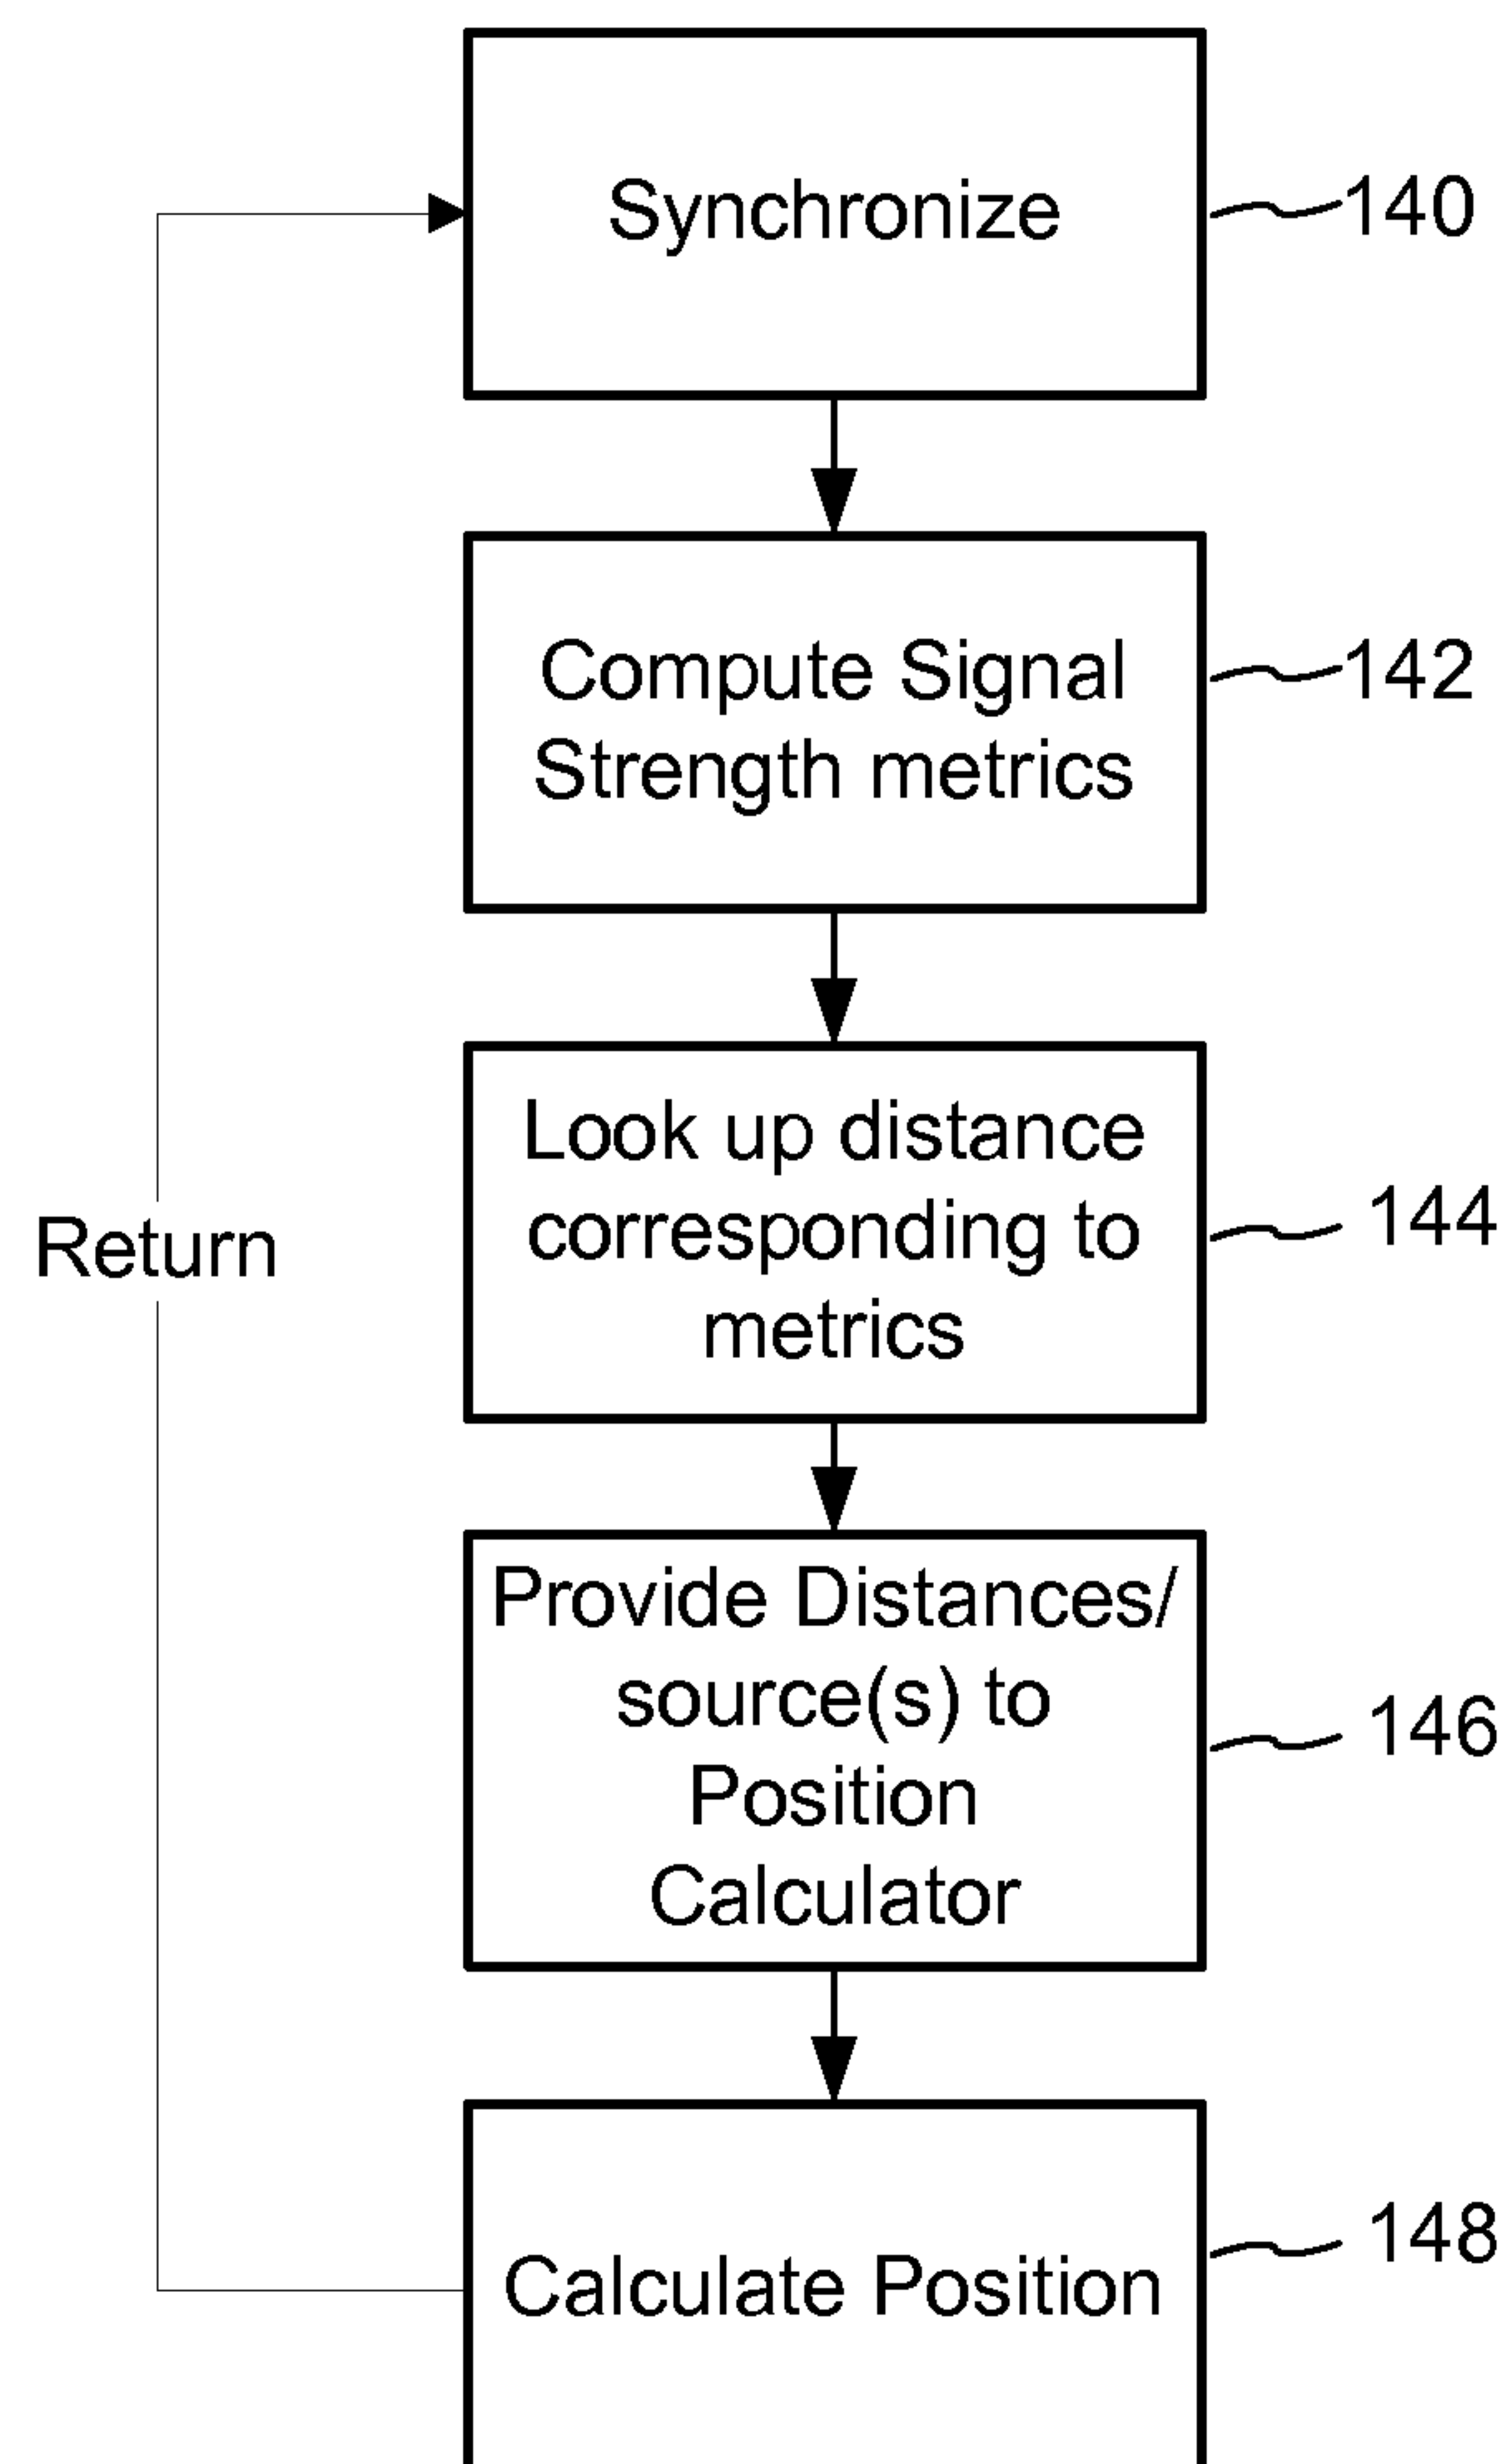 Synchronize
140
Compute Signal
Strength metrics
142
Look up distance
corresponding to
metrics
144
Return
Provide Distances/
source(s) to
Position
Calculator
146
Calculate Position
148